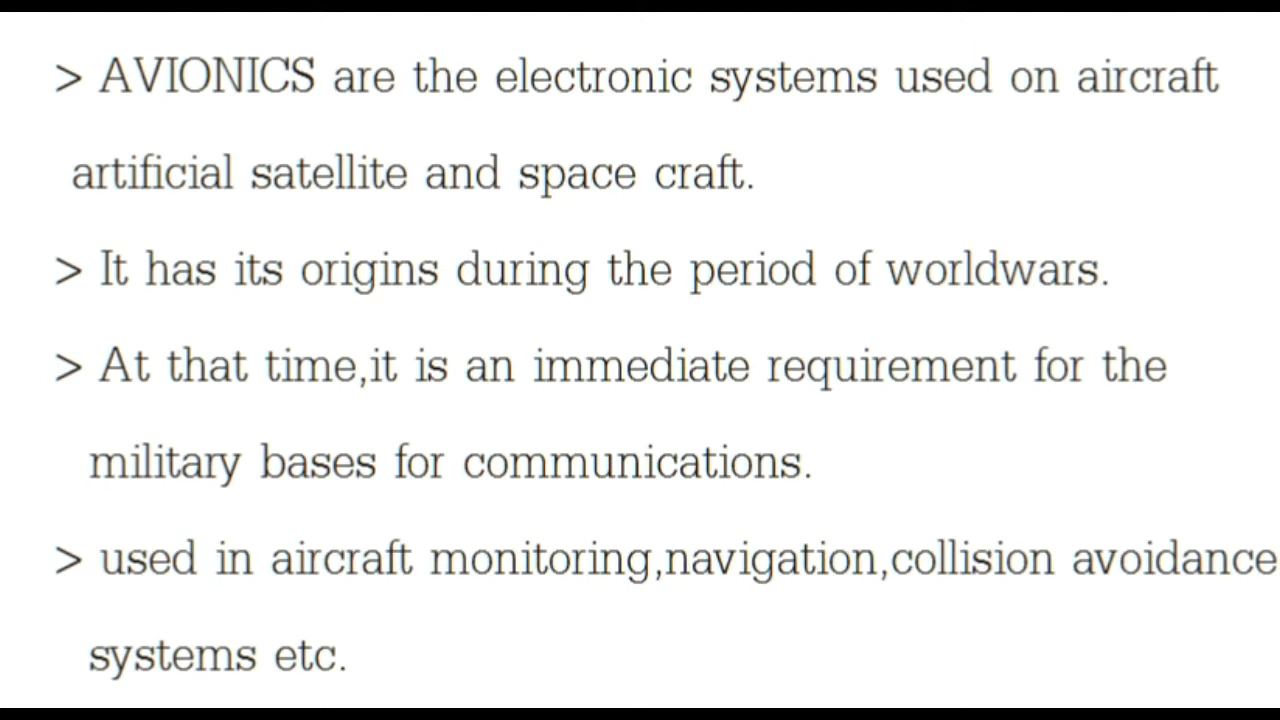 > AVIONICS are the electronic systems used on aircraft
artificial satellite and space craft.
> It has its origins during the period of worldwars.
> At that time,it is an immediate requirement for the
military bases for communications.
> used in aircraft monitoring,navigation,collision avoidance
systems etc.